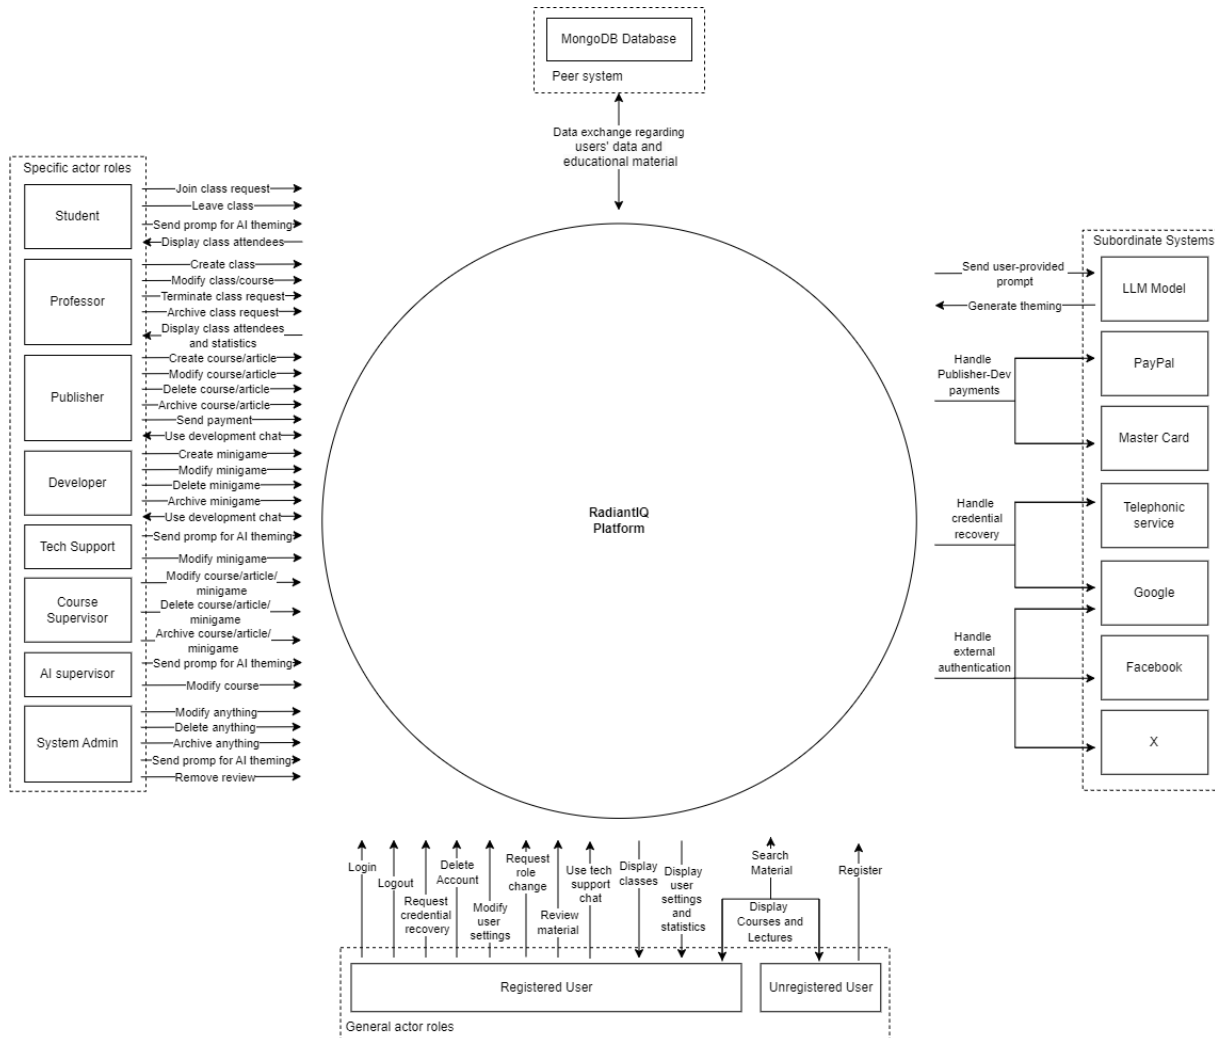 MongoDB Database
Peer system
Data exchange regarding
users' data and
educational material
Specific actor roles
Student
Join class request
Leave class
Send promp for AI theming
Display class attendees
Professor
Create class
Modify class/course
Terminate class request
Archive class request
Display class attendees
and statistics
Publisher
Create course/article
Modify course/article
Delete course/article
Archive course/article
Send payment
Use development chat
Developer
Create minigame
Modify minigame
Delete minigame
Archive minigame
Use development chat
Tech Support
Send promp for AI theming
Modify minigame
Course
Supervisor
Modify course/article/
minigame
Delete course/article/
minigame
Archive course/article/
minigame
AI supervisor
Send promp for AI theming
Modify course
System Admin
Modify anything
Delete anything
Archive anything
Send promp for AI theming
Remove review
RadiantIQ
Platform
Subordinate Systems
Send user-provided
prompt
Generate theming
LLM Model
Handle
Publisher-Dev
payments
PayPal
Master Card
Handle
credential
recovery
Telephonic
service
Google
Handle
external
authentication
Facebook
X
Login
Logout
Request
credential
recovery
Delete
Account
Modify
user
settings
Request
role
change
Review
material
Use tech
support
chat
Display
classes
Display
user
settings
and
statistics
Search
Material
Display
Courses and
Lectures
Register
Registered User
Unregistered User
General actor roles